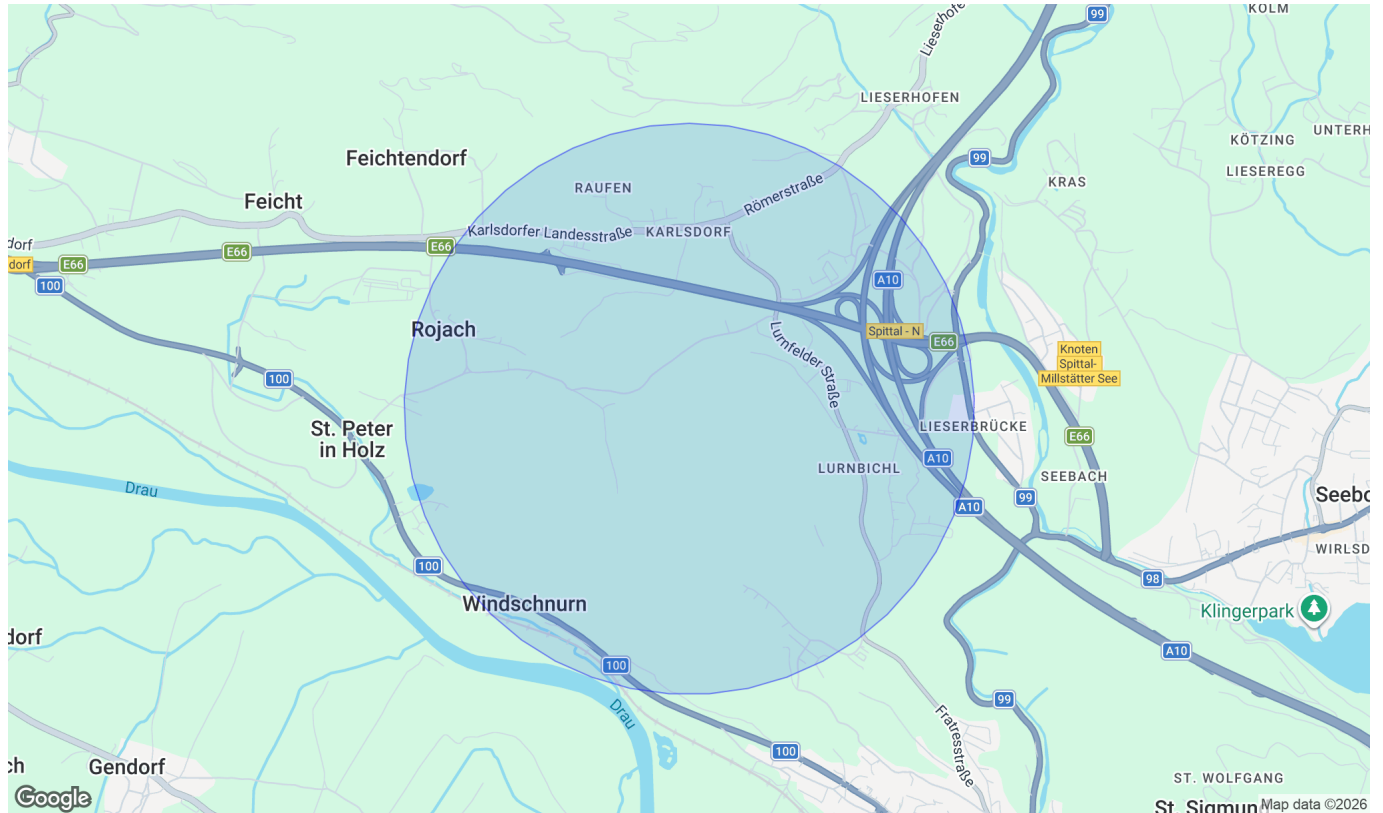 KOLM
99
Lieserhofe
LIESERHOFEN
KÖTZING
UNTERH
99
Feichtendorf
LIESEREGG
RAUFEN
KRAS
Römerstraße
Feicht
Karlsdorfer Landesstraße
KARLSDORF
dorf
E66
E66
dorf
E66
100
A10
Rojach
Spittal - N
E66
Lurnfelder Straße
Knoten
Spittal-
Millstätter See
100
St. Peter
in Holz
LIESERBRÜCKE
E66
A10
LURNBICHL
SEEBACH
Drau
99
Seebo
A10
WIRLSD
100
98
Windschnurn
Klingerpark
dorf
A10
100
99
Drau
Fratresstraße
100
ch
Gendorf
ST. WOLFGANG
St. Sigmun
Google
Map data ©2026